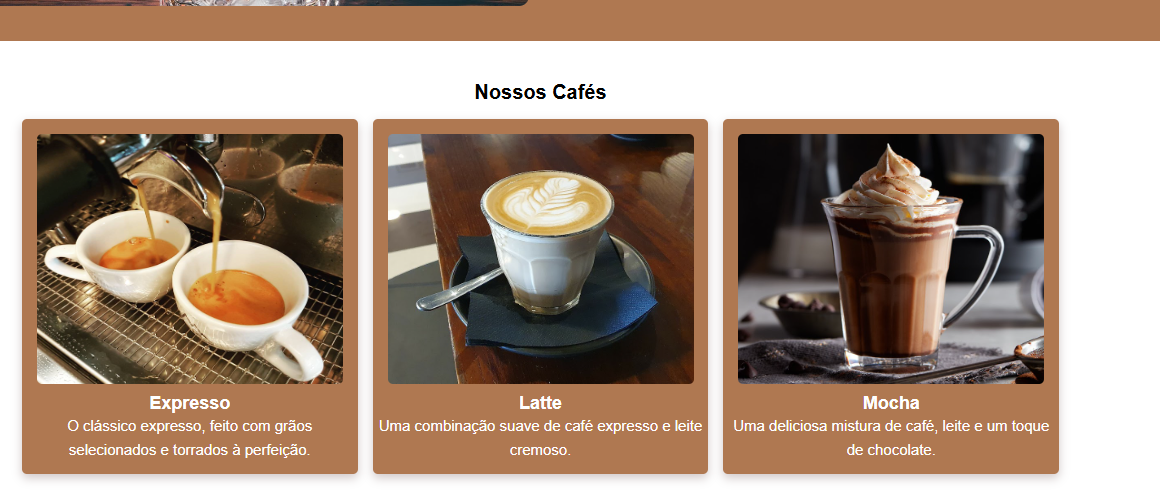 Nossos Cafés
Expresso
O clássico expresso, feito com grãos
selecionados e torrados à perfeição.
Latte
Uma combinação suave de café expresso e leite
cremoso.
Mocha
Uma deliciosa mistura de café, leite e um toque
de chocolate.